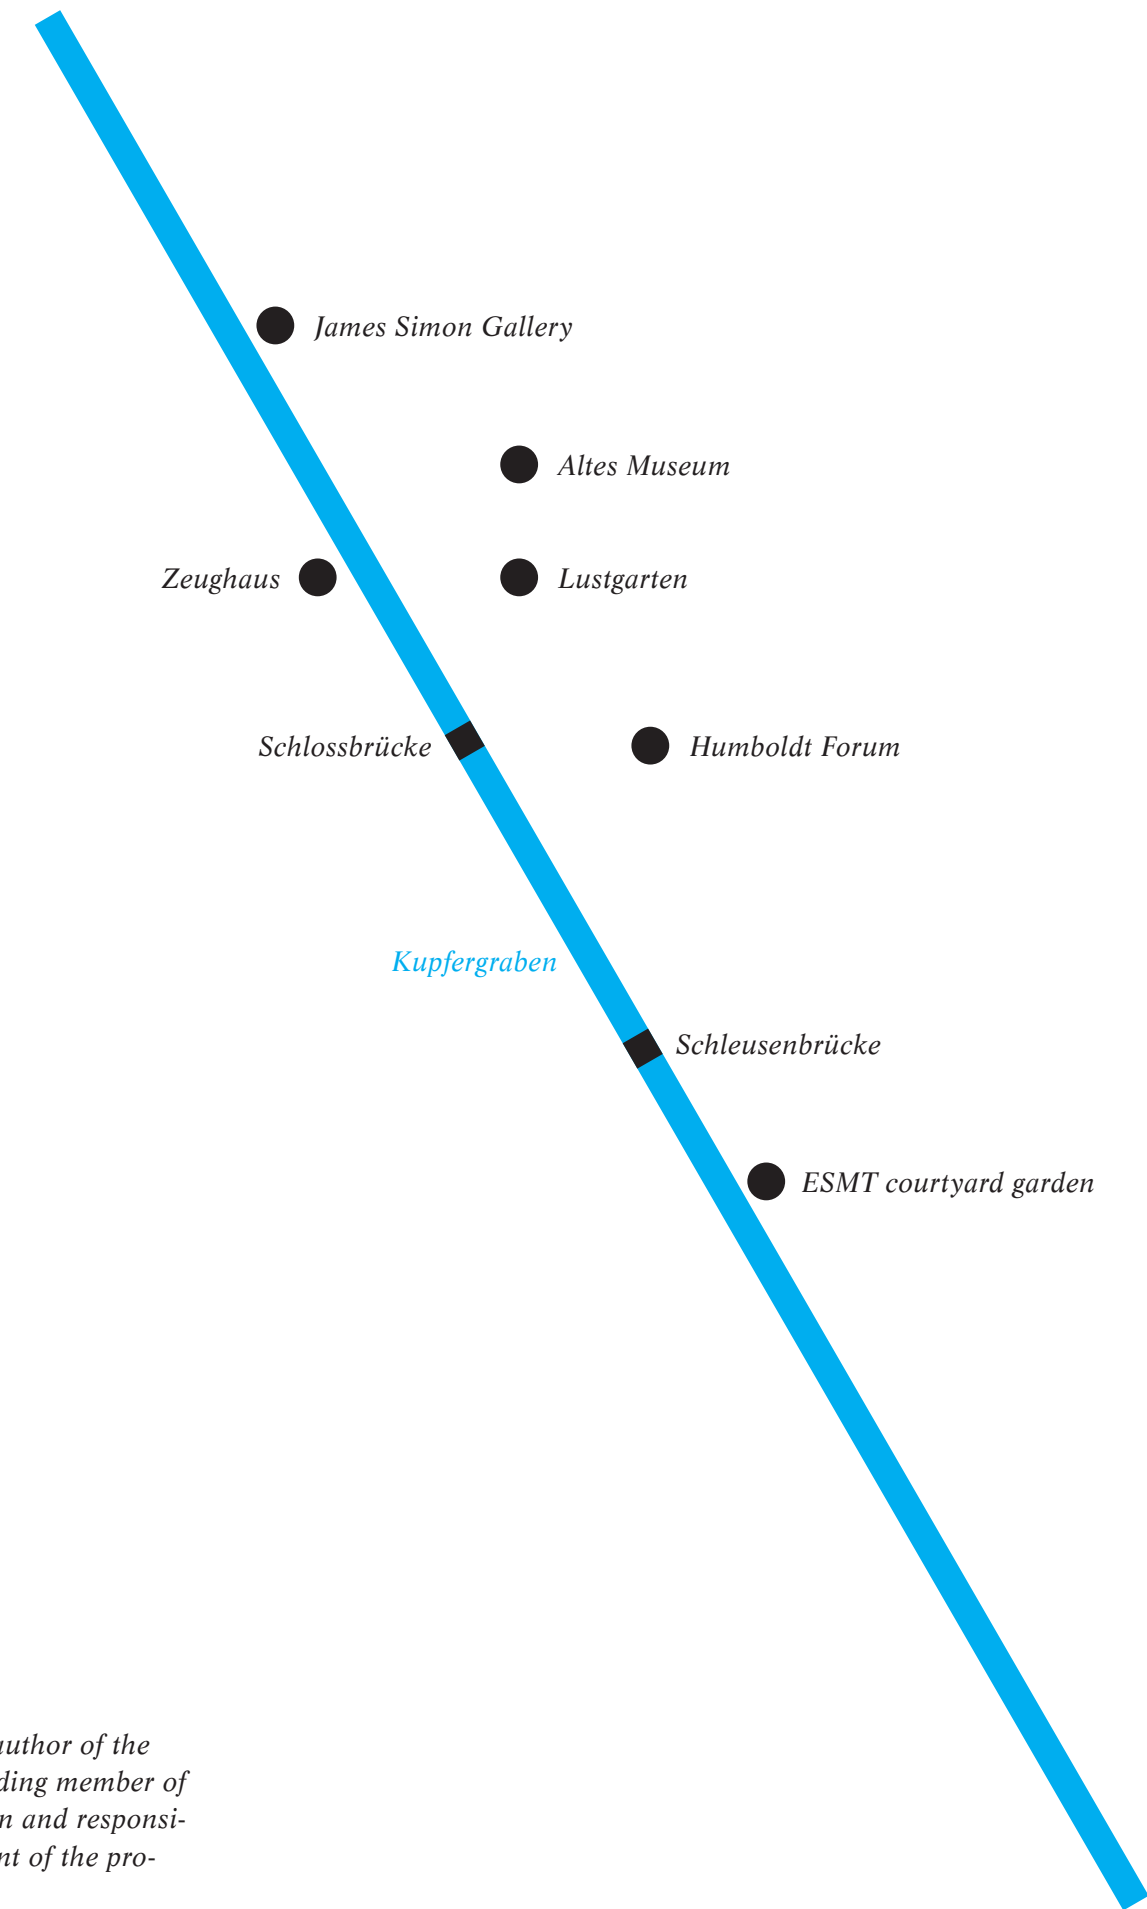 James Simon Gallery
Altes Museum
Zeughaus
Lustgarten
Schlossbrücke
Humboldt Forum
Kupfergraben
Schleusenbrücke
ESMT courtyard garden
author of the
ding member of
n and responsi-
nt of the pro-